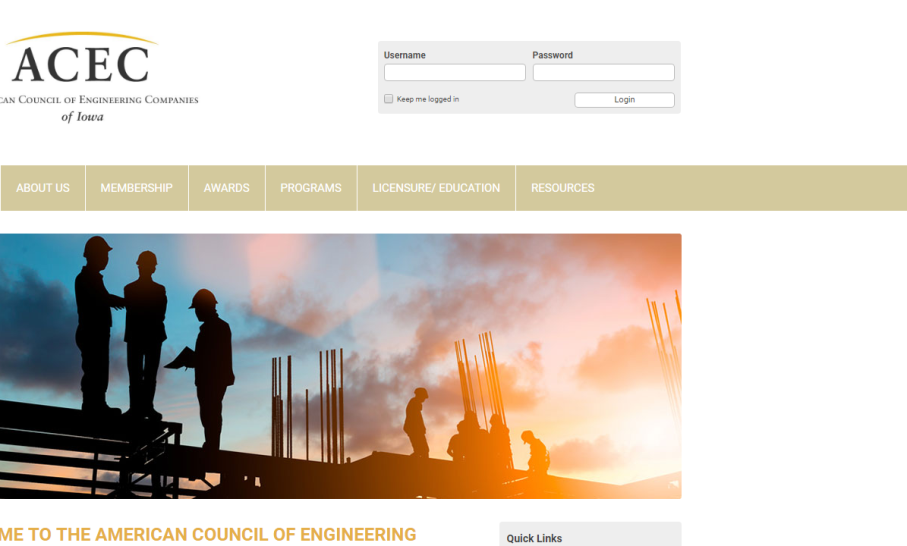 ACEC
CAN COUNCIL OF ENGINEERING COMPANIES
of Iowa
Username
Password
Keep me logged in
Login
ABOUT US
MEMBERSHIP
AWARDS
PROGRAMS
LICENSURE/ EDUCATION
RESOURCES
ME TO THE AMERICAN COUNCIL OF ENGINEERING
Quick Links